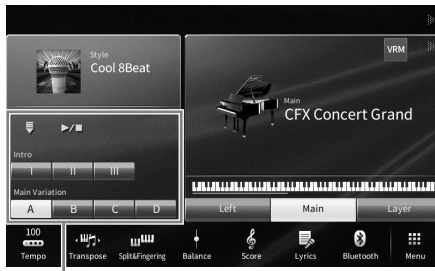 Style
Cool 8Beat
VRM
Main
CFX Concert Grand
Intro
I II III
Main Variation
A B C D
Left Main Layer
100
Tempo Transpose Split&Fingering Balance Score Lyrics Bluetooth Menu